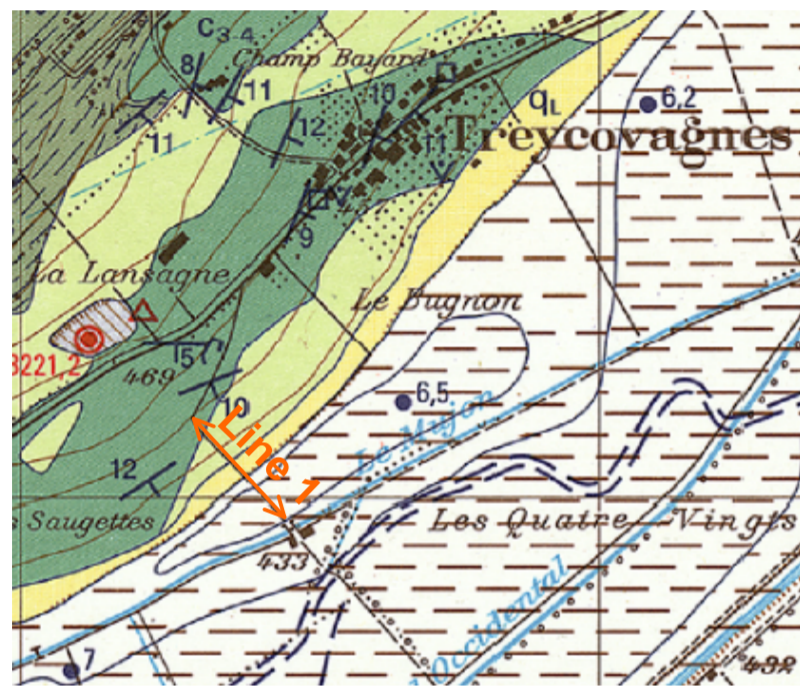 C3-4
8
Champ Bayard
11
10
qL
6,2
11
12
11
Treycovagnes
9
La Lansagne
Le Bugnon
3221,2
5
469
10
6,5
Line 1
Le Mujon
12
s Saugettes
Les Quatre-Vingts
433
Occidental
7
432